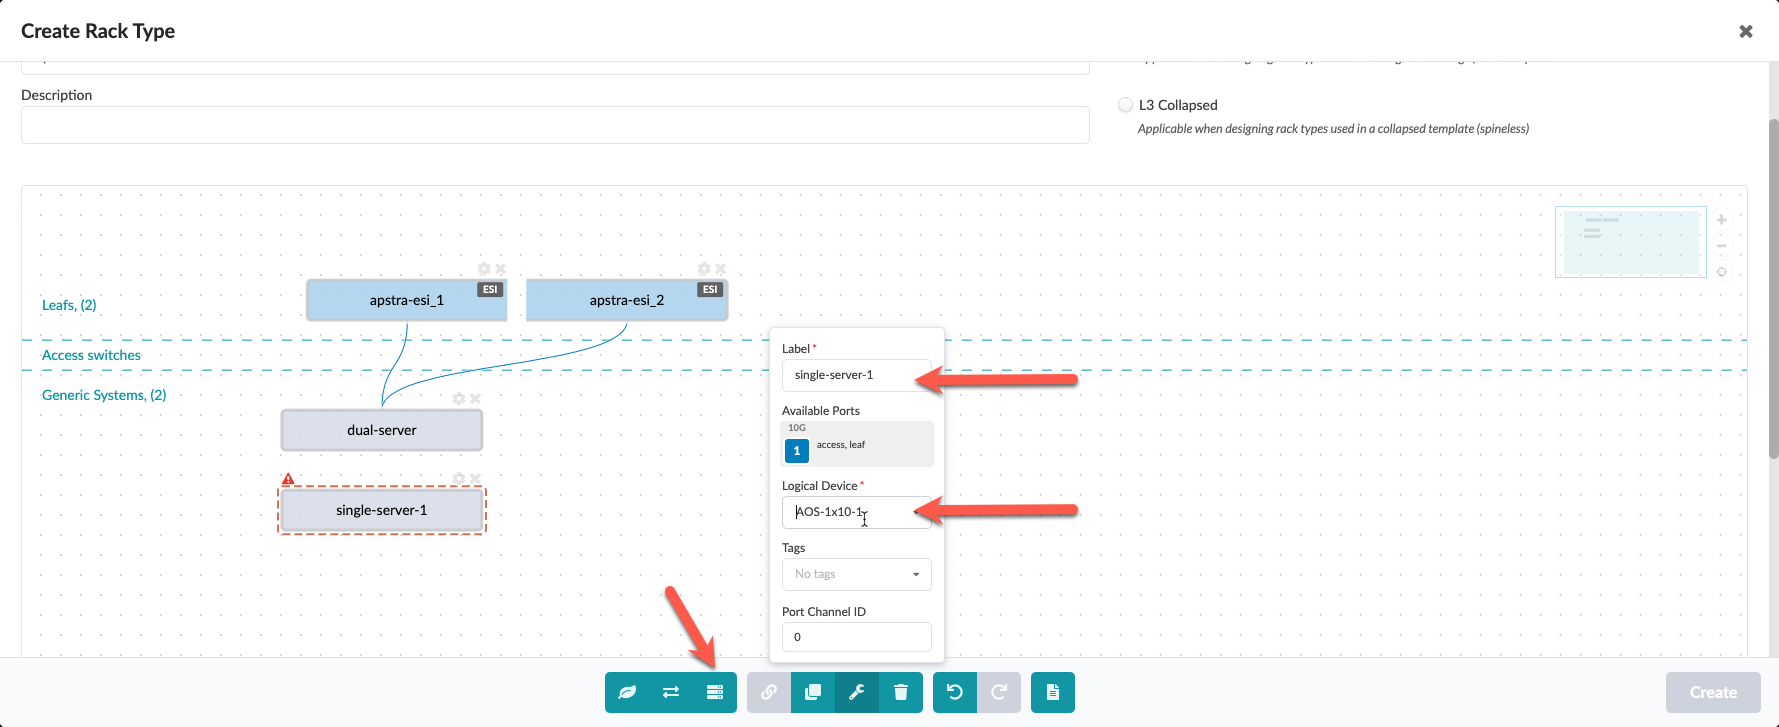 Create Rack Type
Description
L3 Collapsed
Applicable when designing rack types used in a collapsed template (spineless)
Leafs, (2)
apstra-esi_1
ESI
apstra-esi_2
ESI
Access switches
Generic Systems, (2)
dual-server
single-server-1
Label *
single-server-1
Available Ports
10G
1
access, leaf
Logical Device *
AOS-1x10-1
Tags
No tags
Port Channel ID
0
Create